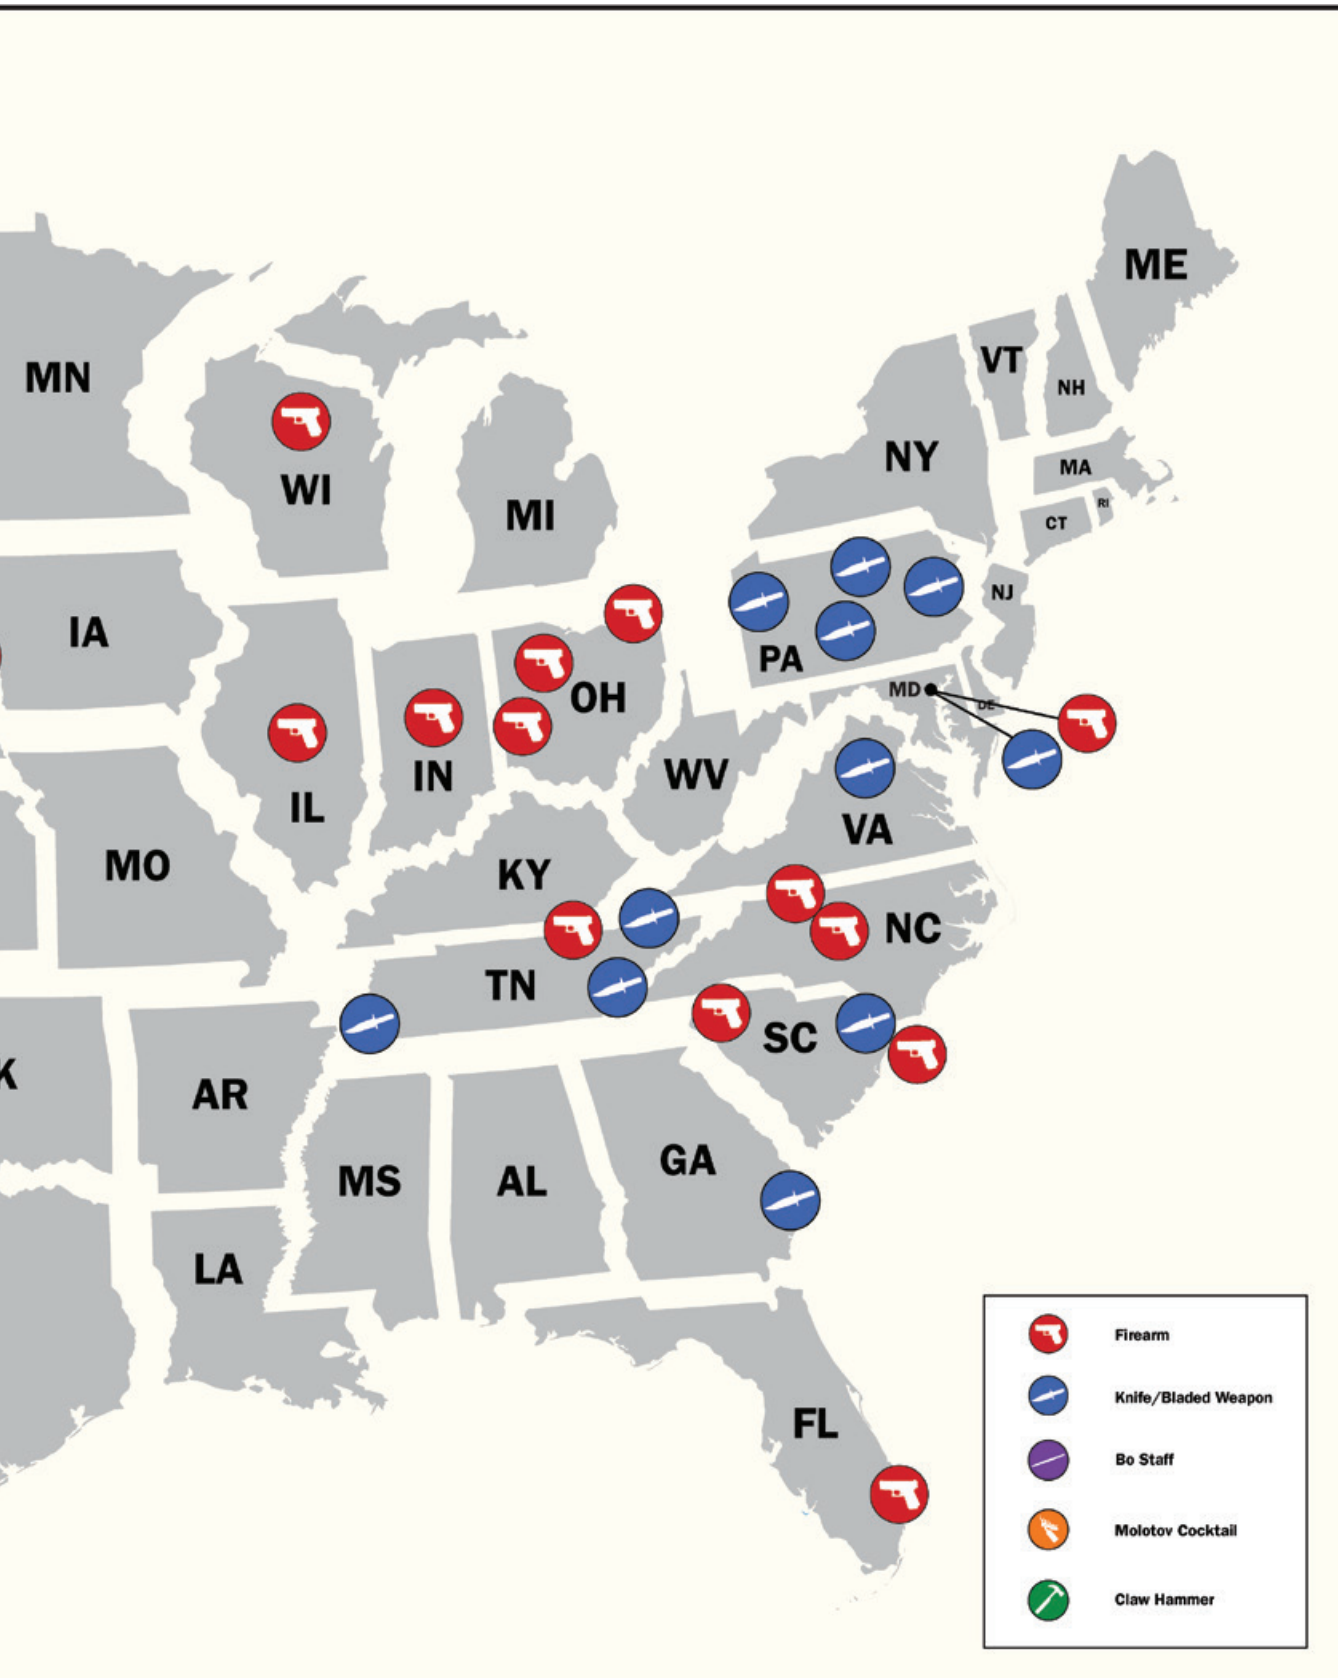 ME
VT
NH
MN
NY
MA
WI
RI
MI
CT
NJ
IA
PA
MD
OH
DE
IN
WV
IL
VA
MO
KY
NC
TN
SC
K
AR
GA
MS
AL
LA
Firearm
Knife/Bladed Weapon
FL
Bo Staff
Molotov Cocktail
Claw Hammer